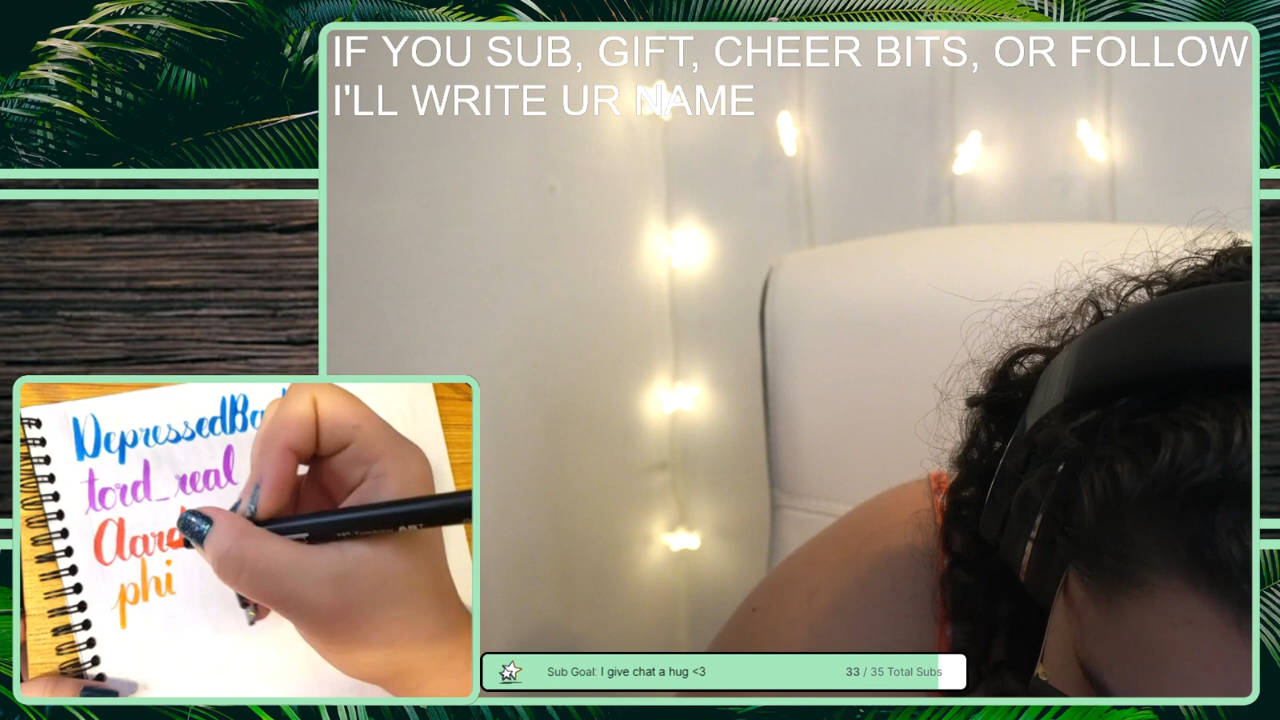 IF YOU SUB, GIFT, CHEER BITS, OR FOLLOW
I'LL WRITE UR NAME
tord_real
phi
Sub Goal: I give chat a hug <3 33 / 35 Total Subs